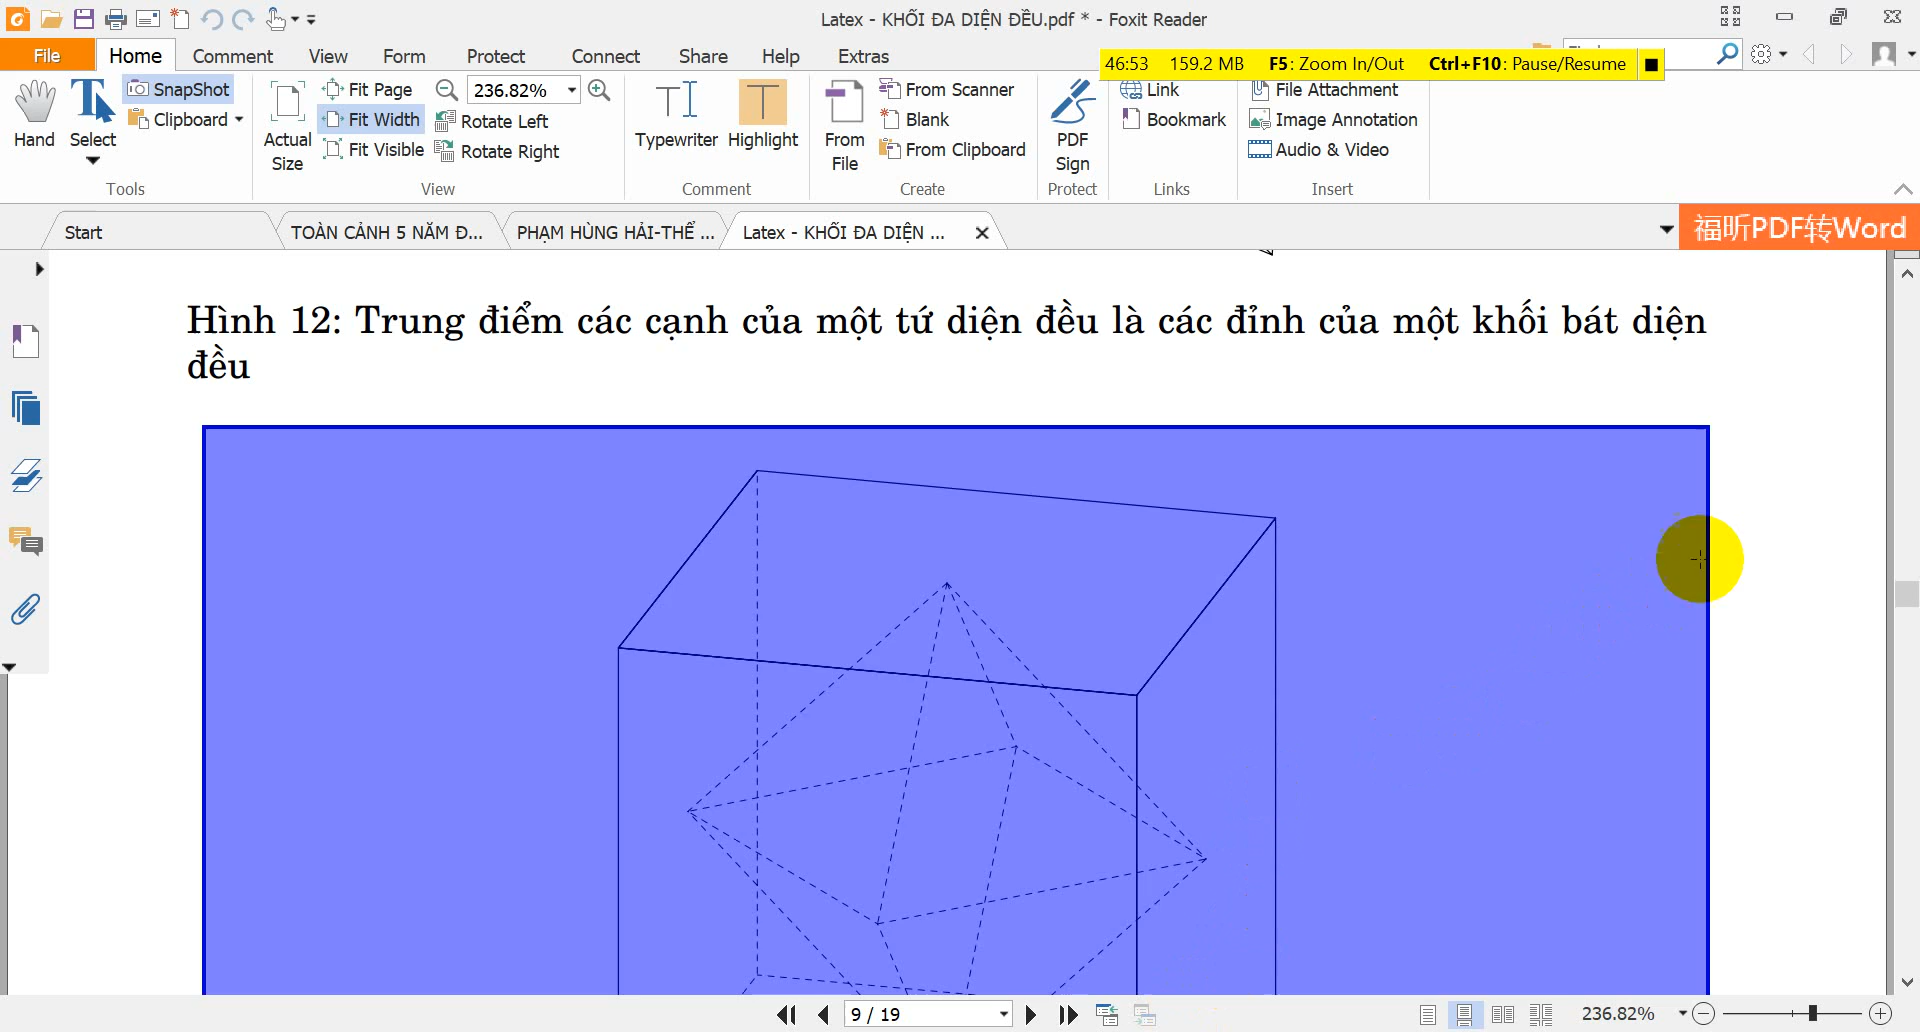 Latex - KHỐI ĐA DIỆN ĐỀU.pdf * - Foxit Reader
File Home Comment View Form Protect Connect Share Help Extras
46:53 159.2 MB F5: Zoom In/Out Ctrl+F10: Pause/Resume
Hand
Select
SnapShot
Clipboard
Tools
Actual Size
Fit Page
Fit Width
Fit Visible
236.82%
Rotate Left
Rotate Right
View
Typewriter
Highlight
Comment
From File
From Scanner
Blank
From Clipboard
Create
PDF Sign
Protect
Link
Bookmark
Links
File Attachment
Image Annotation
Audio & Video
Insert
Start
TOÀN CẢNH 5 NĂM Đ...
PHẠM HÙNG HẢI-THỂ ...
Latex - KHỐI ĐA DIỆN ...
福昕PDF转Word
Hình 12: Trung điểm các cạnh của một tứ diện đều là các đỉnh của một khối bát diện
đều
9 / 19
236.82%